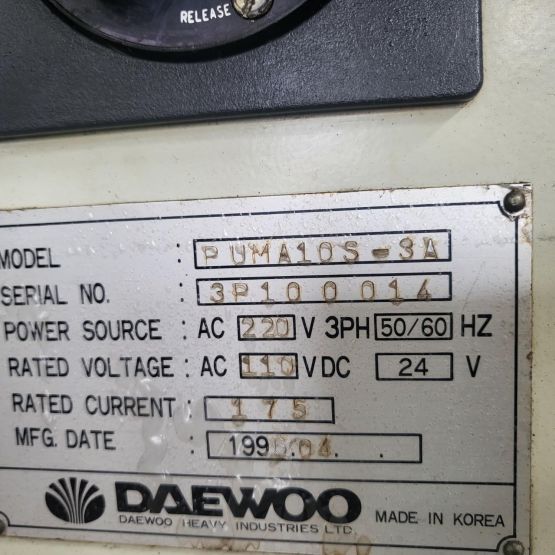 RELEASE
MODEL : PUMA10S-3A
SERIAL NO. : 3P100014
POWER SOURCE : AC 220 V 3PH 50/60 HZ
RATED VOLTAGE : AC 110 V DC 24 V
RATED CURRENT : 175
MFG. DATE :
DAEWOO
DAEWOO HEAVY INDUSTRIES LTD. MADE IN KOREA